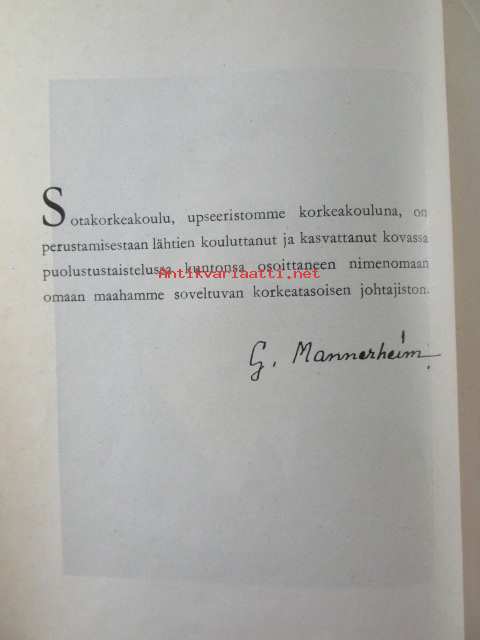 Sotakorkeakoulu, upseeristomme korkeakouluna, on
perustamisestaan lähtien kouluttanut ja kasvattanut kovassa
puolustustaistelussa kuntonsa osoittaneen nimenomaan
Antikvariaatti.net
omaan maahamme soveltuvan korkeatasoisen johtajiston.
G. Mannerheim